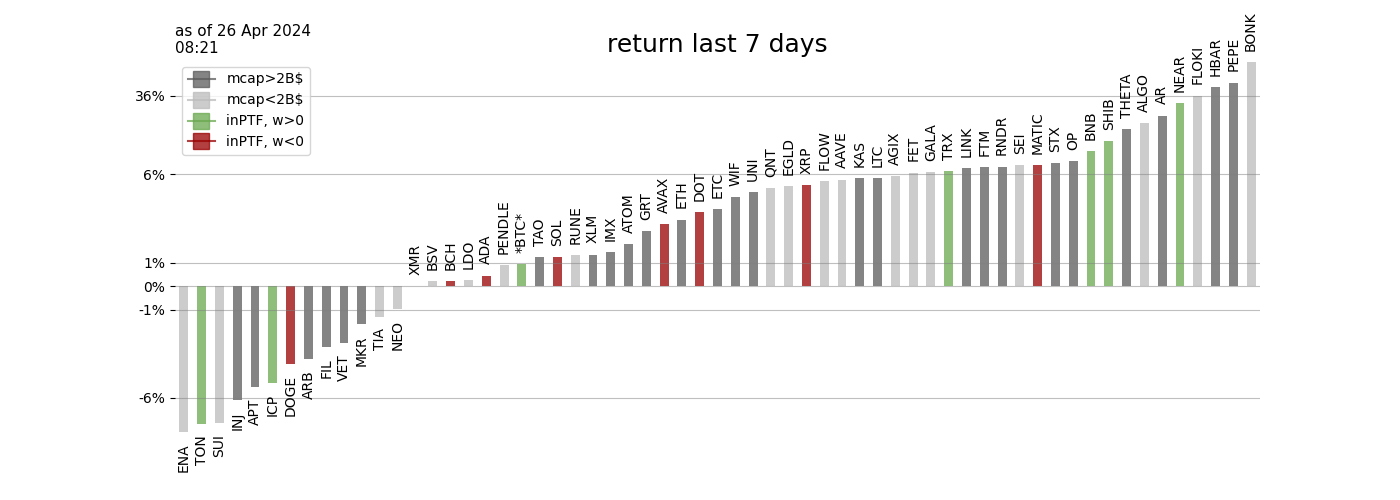 as of 26 Apr 2024
08:21
return last 7 days
mcap>2B$
mcap<2B$
inPTF, w>0
inPTF, w<0
36%
6%
1%
0%
-1%
-6%
ENA
TON
SUI
INJ
APT
ICP
DOGE
ARB
FIL
VET
MKR
TIA
NEO
XMR
BSV
BCH
LDO
ADA
PENDLE
*BTC*
TAO
SOL
RUNE
XLM
IMX
ATOM
GRT
AVAX
ETH
DOT
ETC
WIF
UNI
QNT
EGLD
XRP
FLOW
AAVE
KAS
LTC
AGIX
FET
GALA
TRX
LINK
FTM
RNDR
SEI
MATIC
STX
OP
BNB
SHIB
THETA
ALGO
AR
NEAR
FLOKI
HBAR
PEPE
BONK